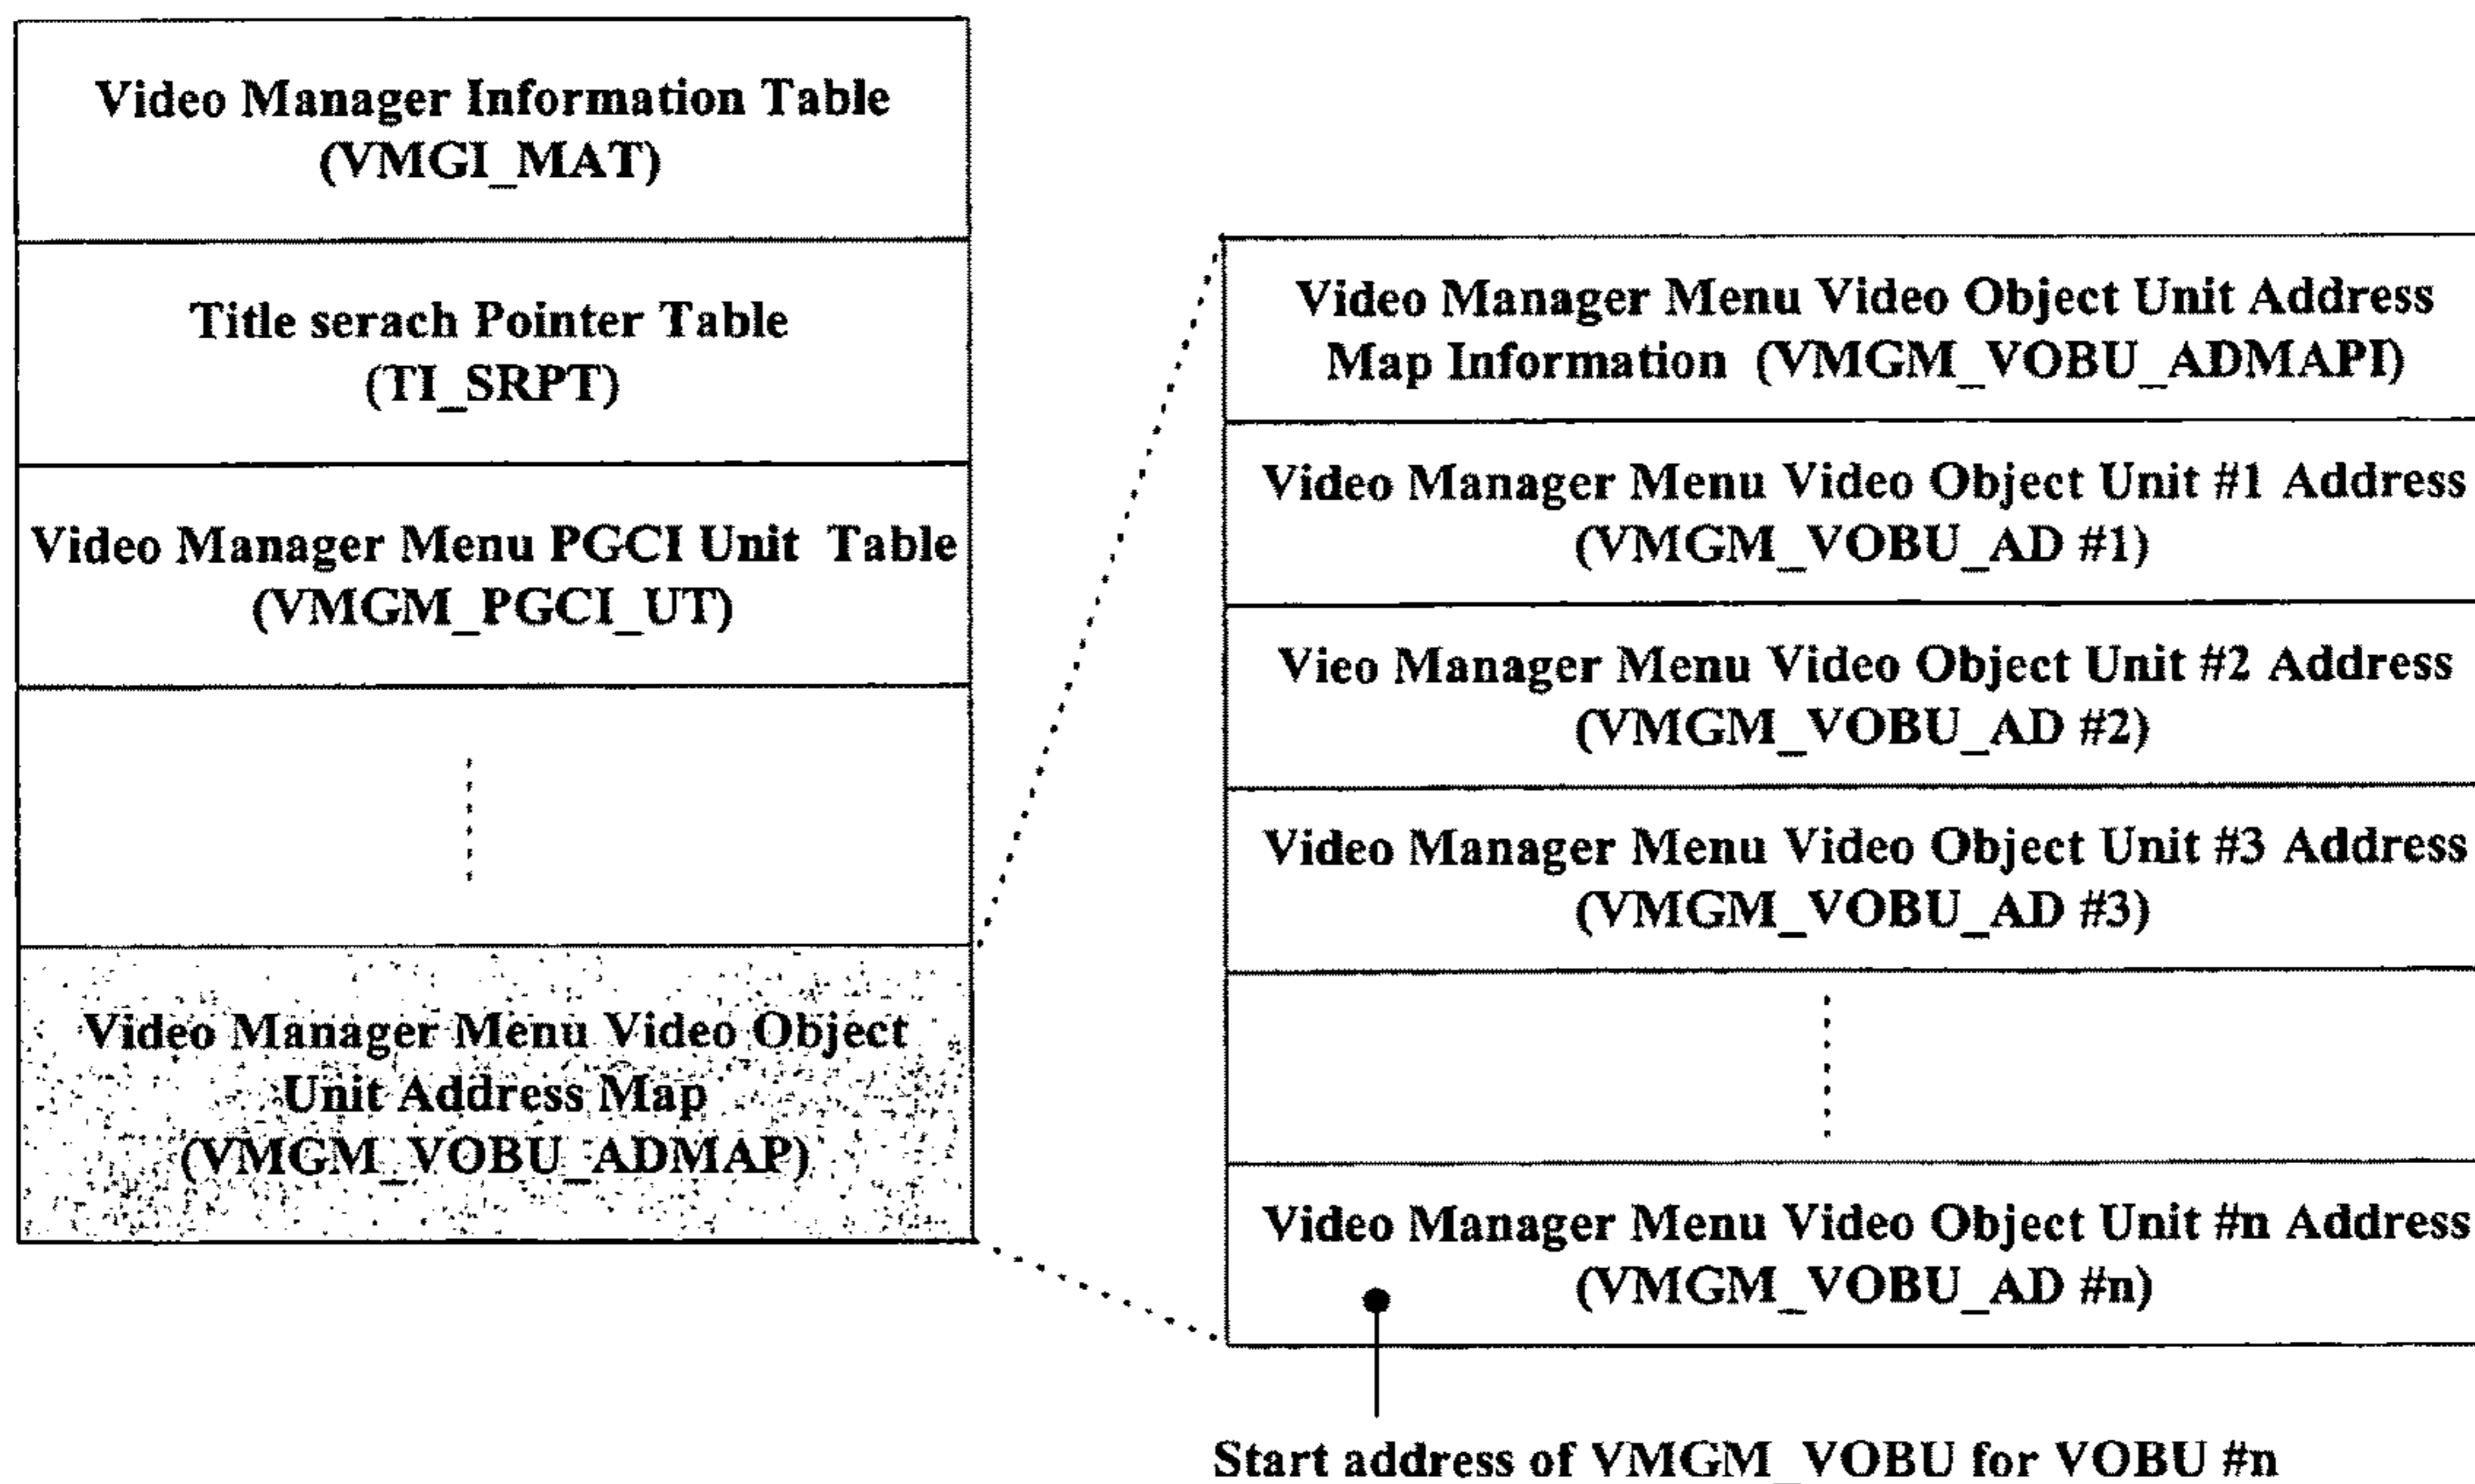 Video Manager Information Table
(VMGI_MAT)
Title serach Pointer Table
(TI_SRPT)
Video Manager Menu PGCI Unit Table
(VMGM_PGCI_UT)
Video Manager Menu Video Object
Unit Address Map
(VMGM_VOBU_ADMAP)
Video Manager Menu Video Object Unit Address
Map Information (VMGM_VOBU_ADMAPI)
Video Manager Menu Video Object Unit #1 Address
(VMGM_VOBU_AD #1)
Vieo Manager Menu Video Object Unit #2 Address
(VMGM_VOBU_AD #2)
Video Manager Menu Video Object Unit #3 Address
(VMGM_VOBU_AD #3)
Video Manager Menu Video Object Unit #n Address
(VMGM_VOBU_AD #n)
Start address of VMGM_VOBU for VOBU #n